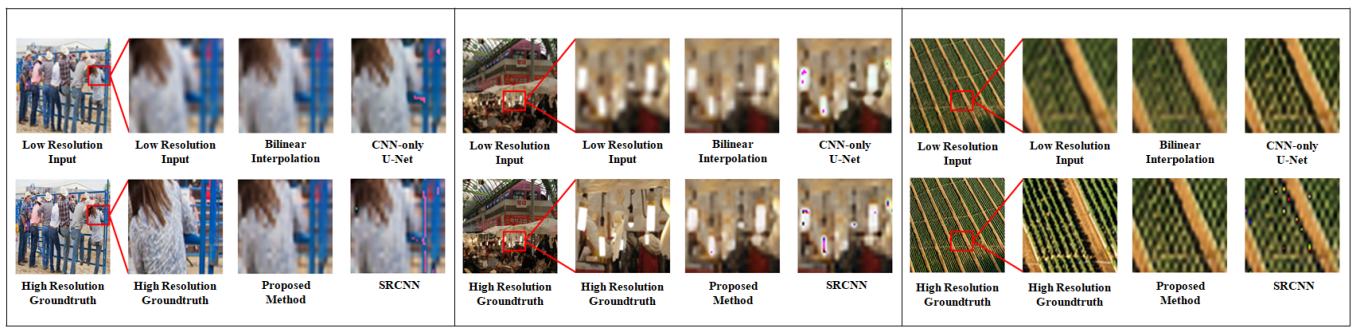 Low Resolution
Input
Low Resolution
Input
Bilinear
Interpolation
CNN-only
U-Net
High Resolution
Groundtruth
High Resolution
Groundtruth
Proposed
Method
SRCNN
Low Resolution
Input
Low Resolution
Input
Bilinear
Interpolation
CNN-only
U-Net
High Resolution
Groundtruth
High Resolution
Groundtruth
Proposed
Method
SRCNN
Low Resolution
Input
Low Resolution
Input
Bilinear
Interpolation
CNN-only
U-Net
High Resolution
Groundtruth
High Resolution
Groundtruth
Proposed
Method
SRCNN